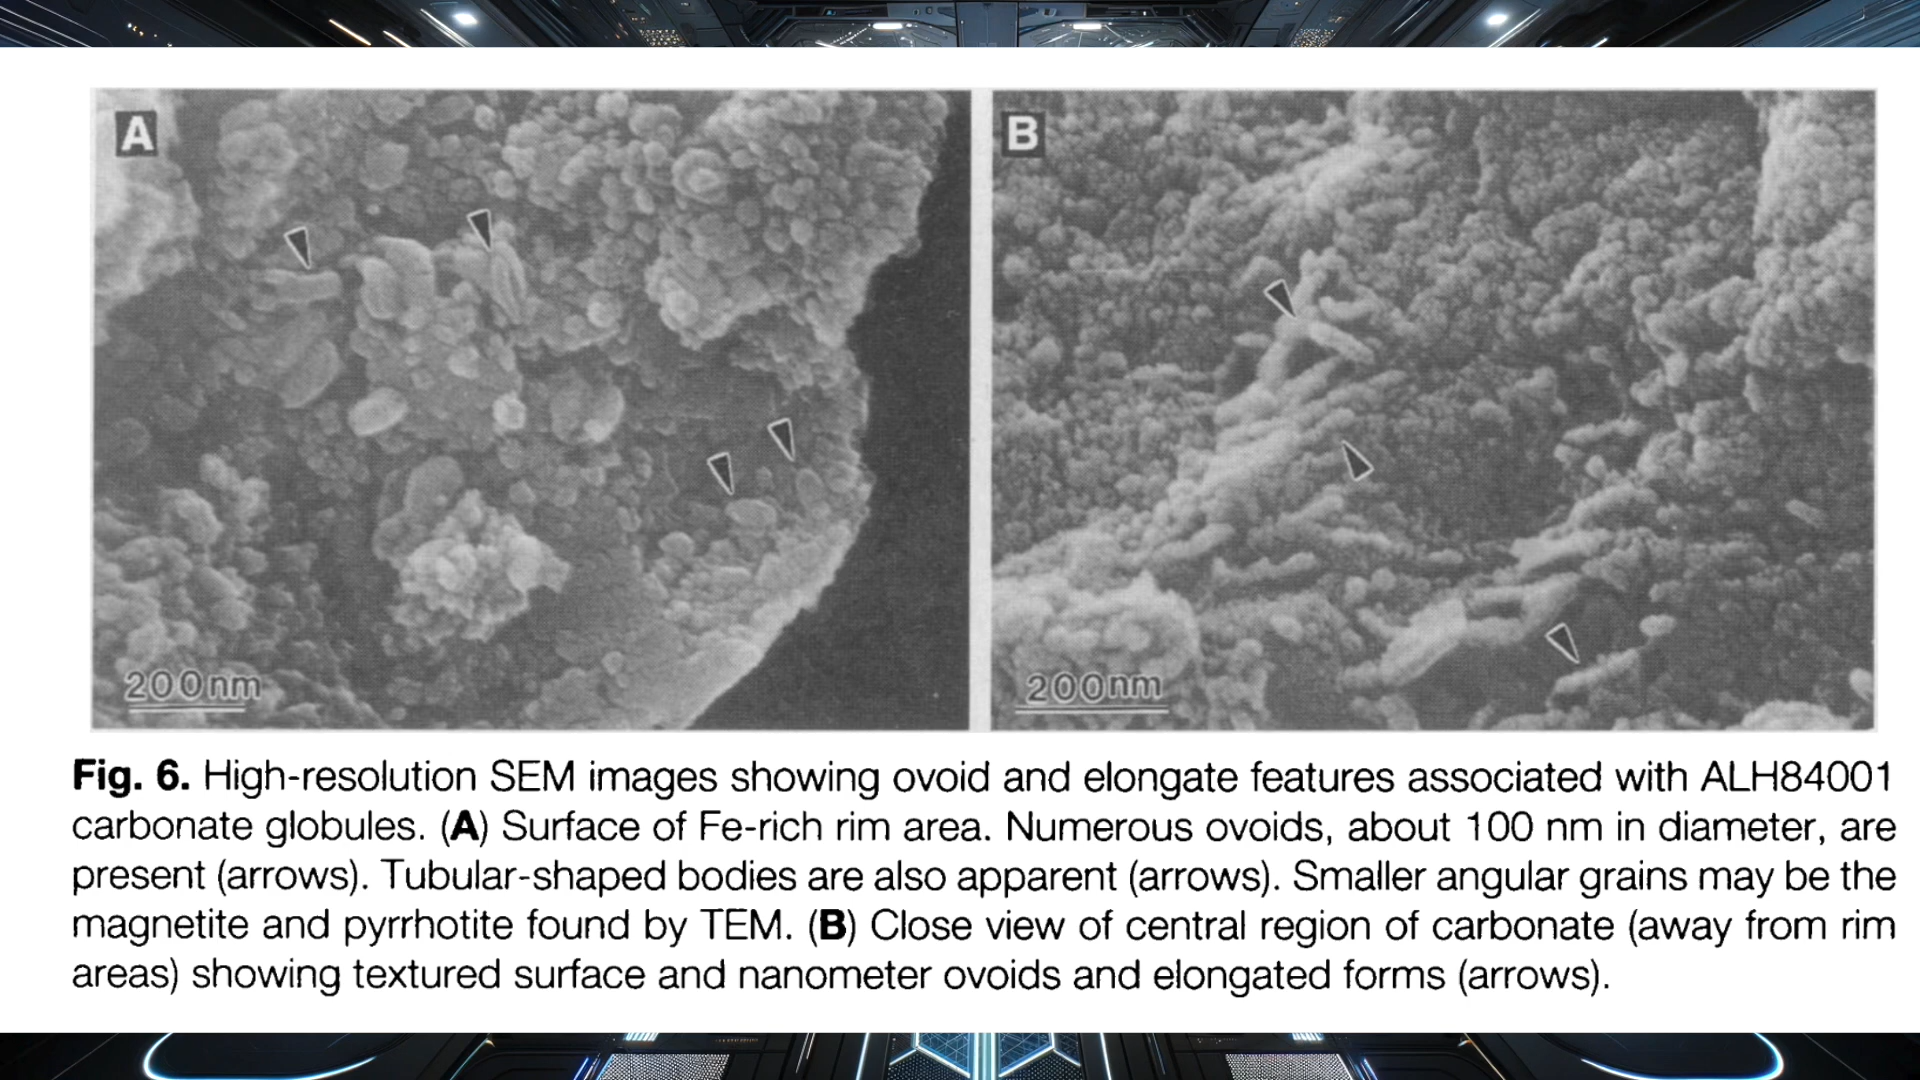 A
B
200nm
200nm
Fig. 6. High-resolution SEM images showing ovoid and elongate features associated with ALH84001
carbonate globules. (A) Surface of Fe-rich rim area. Numerous ovoids, about 100 nm in diameter, are
present (arrows). Tubular-shaped bodies are also apparent (arrows). Smaller angular grains may be the
magnetite and pyrrhotite found by TEM. (B) Close view of central region of carbonate (away from rim
areas) showing textured surface and nanometer ovoids and elongated forms (arrows).